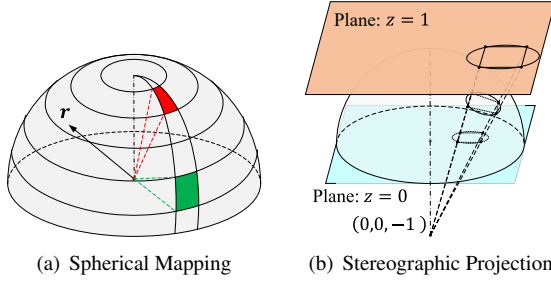 Plane: z = 1
r
Plane: z = 0
(0,0, −1 )
(a) Spherical Mapping
(b) Stereographic Projection